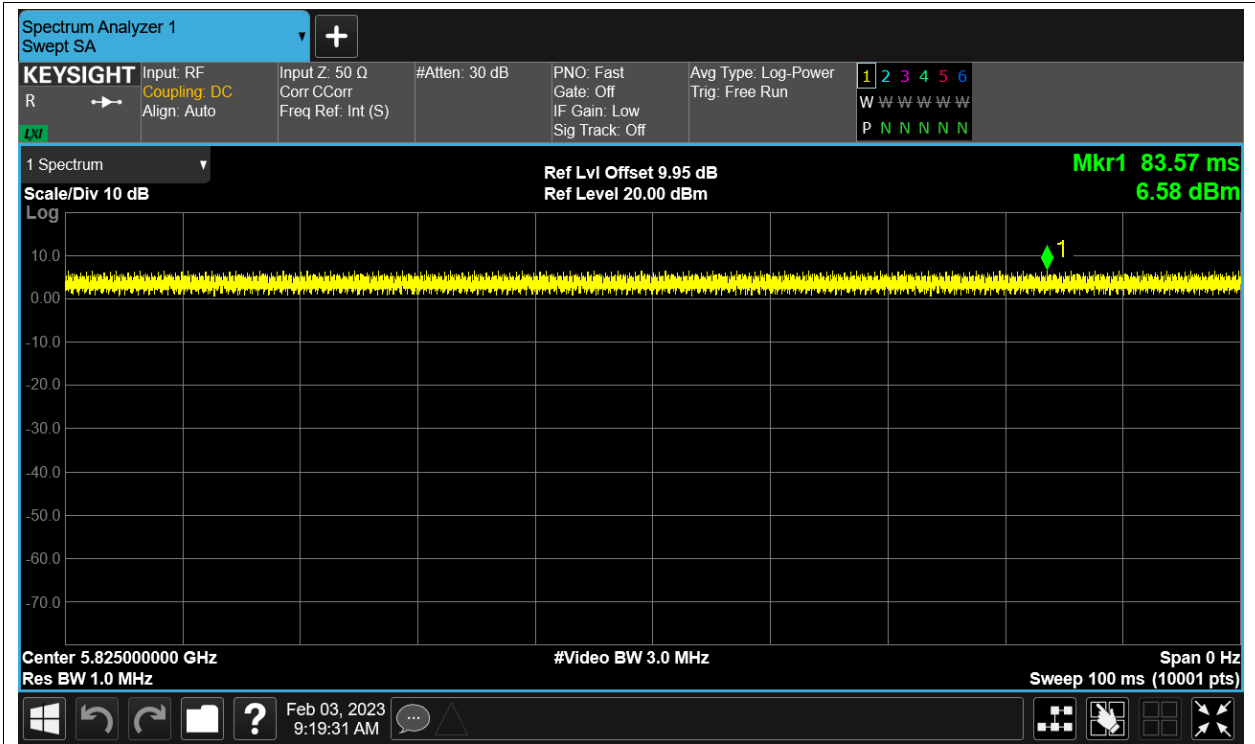 Spectrum Analyzer 1
Swept SA
+
KEYSIGHT
R
LXI
Input: RF
Coupling: DC
Align: Auto
Input Z: 50 Ω
Corr CCorr
Freq Ref: Int (S)
#Atten: 30 dB
PNO: Fast
Gate: Off
IF Gain: Low
Sig Track: Off
Avg Type: Log-Power
Trig: Free Run
1 2 3 4 5 6
W W W W W W
P N N N N N
1 Spectrum
Scale/Div 10 dB
Log
Ref Lvl Offset 9.95 dB
Ref Level 20.00 dBm
Mkr1 83.57 ms
6.58 dBm
1
10.0
0.00
-10.0
-20.0
-30.0
-40.0
-50.0
-60.0
-70.0
Center 5.825000000 GHz
Res BW 1.0 MHz
#Video BW 3.0 MHz
Span 0 Hz
Sweep 100 ms (10001 pts)
?
Feb 03, 2023
9:19:31 AM